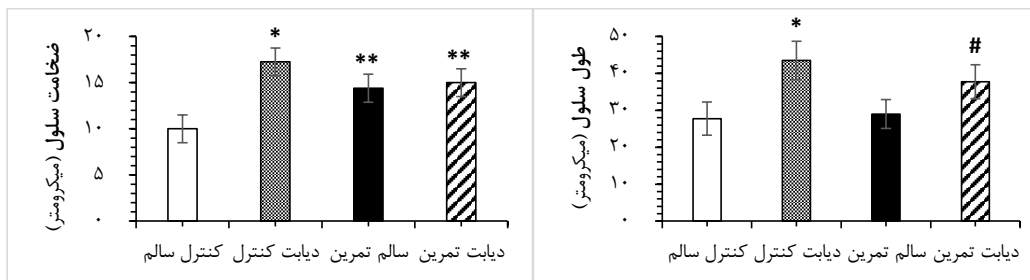 ضخامت سلول (میکرومتر)
۲۰
۱۵
۱۰
۵
۰
*
**
**
کنترل سالم
دیابت کنترل
سالم تمرین
دیابت تمرین
طول سلول (میکرومتر)
۵۰
۴۰
۳۰
۲۰
۱۰
۰
*
#
کنترل سالم
دیابت کنترل
سالم تمرین
دیابت تمرین